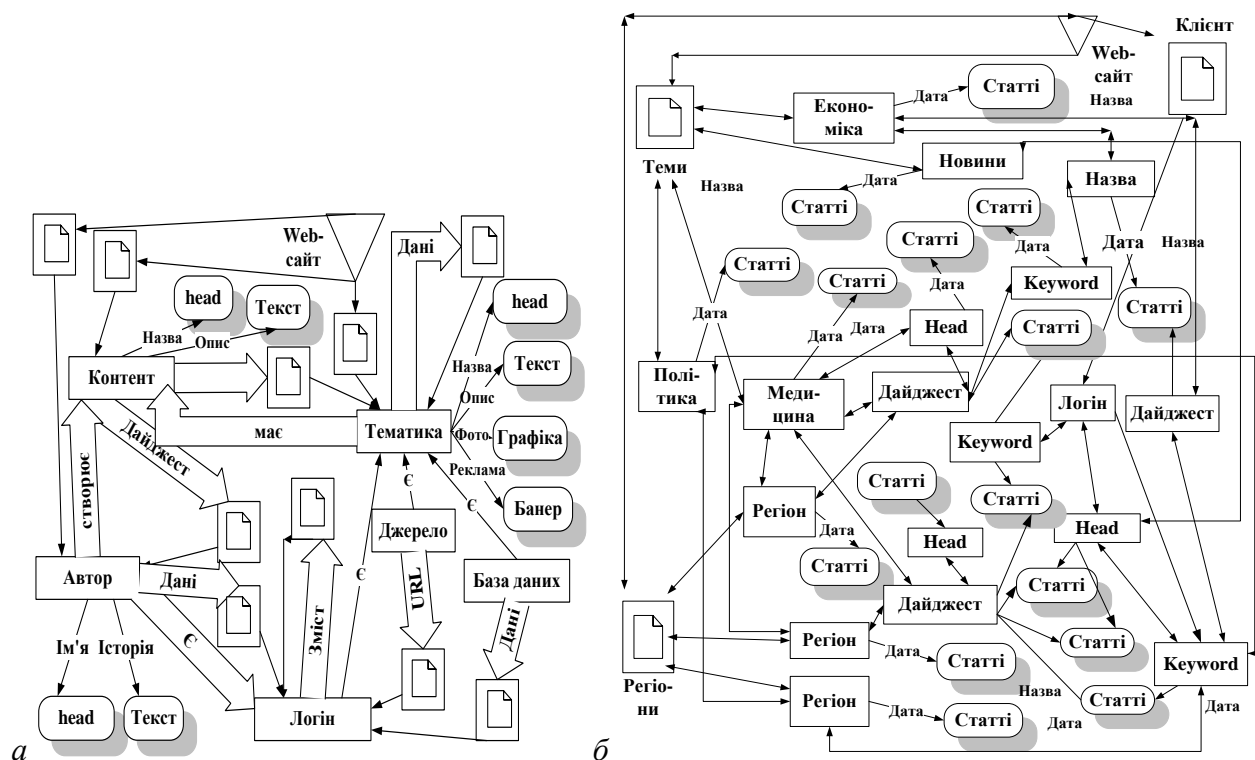 Web-
сайт
Дані
head
Текст
Назва
Опис
Контент
head
Назва
Текст
Опис
має
Тематика
Фото
Графіка
Реклама
Банер
Дайджест
створює
Є
Є
Джерело
Автор
Дані
Є
База даних
URL
Зміст
Дані
Ім'я
Історія
Є
head
Текст
Логін
а
Клієнт
Web-
сайт
Назва
Статті
Дата
Еконо-
міка
Теми
Новини
Назва
Назва
Дата
Статті
Статті
Статті
Дата
Дата
Назва
Статті
Статті
Дата
Keyword
Статті
Дата
Дата
Дата
Head
Статті
Полі-
тика
Меди-
цина
Дайджест
Логін
Дайджест
Keyword
Статті
Регіон
Дата
Статті
Head
Head
Статті
Статті
Дайджест
Статті
Регіон
Дата
Статті
Keyword
Регіо-
ни
Регіон
Дата
Статті
Назва
Дата
Статті
Дата
б